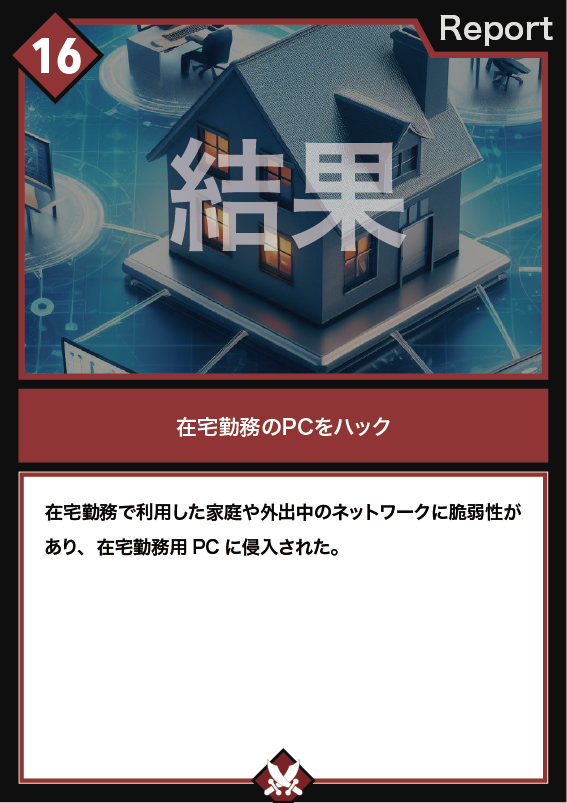 Report
16
結果
在宅勤務のPCをハック
在宅勤務で利用した家庭や外出中のネットワークに脆弱性が
あり、在宅勤務用 PC に侵入された。